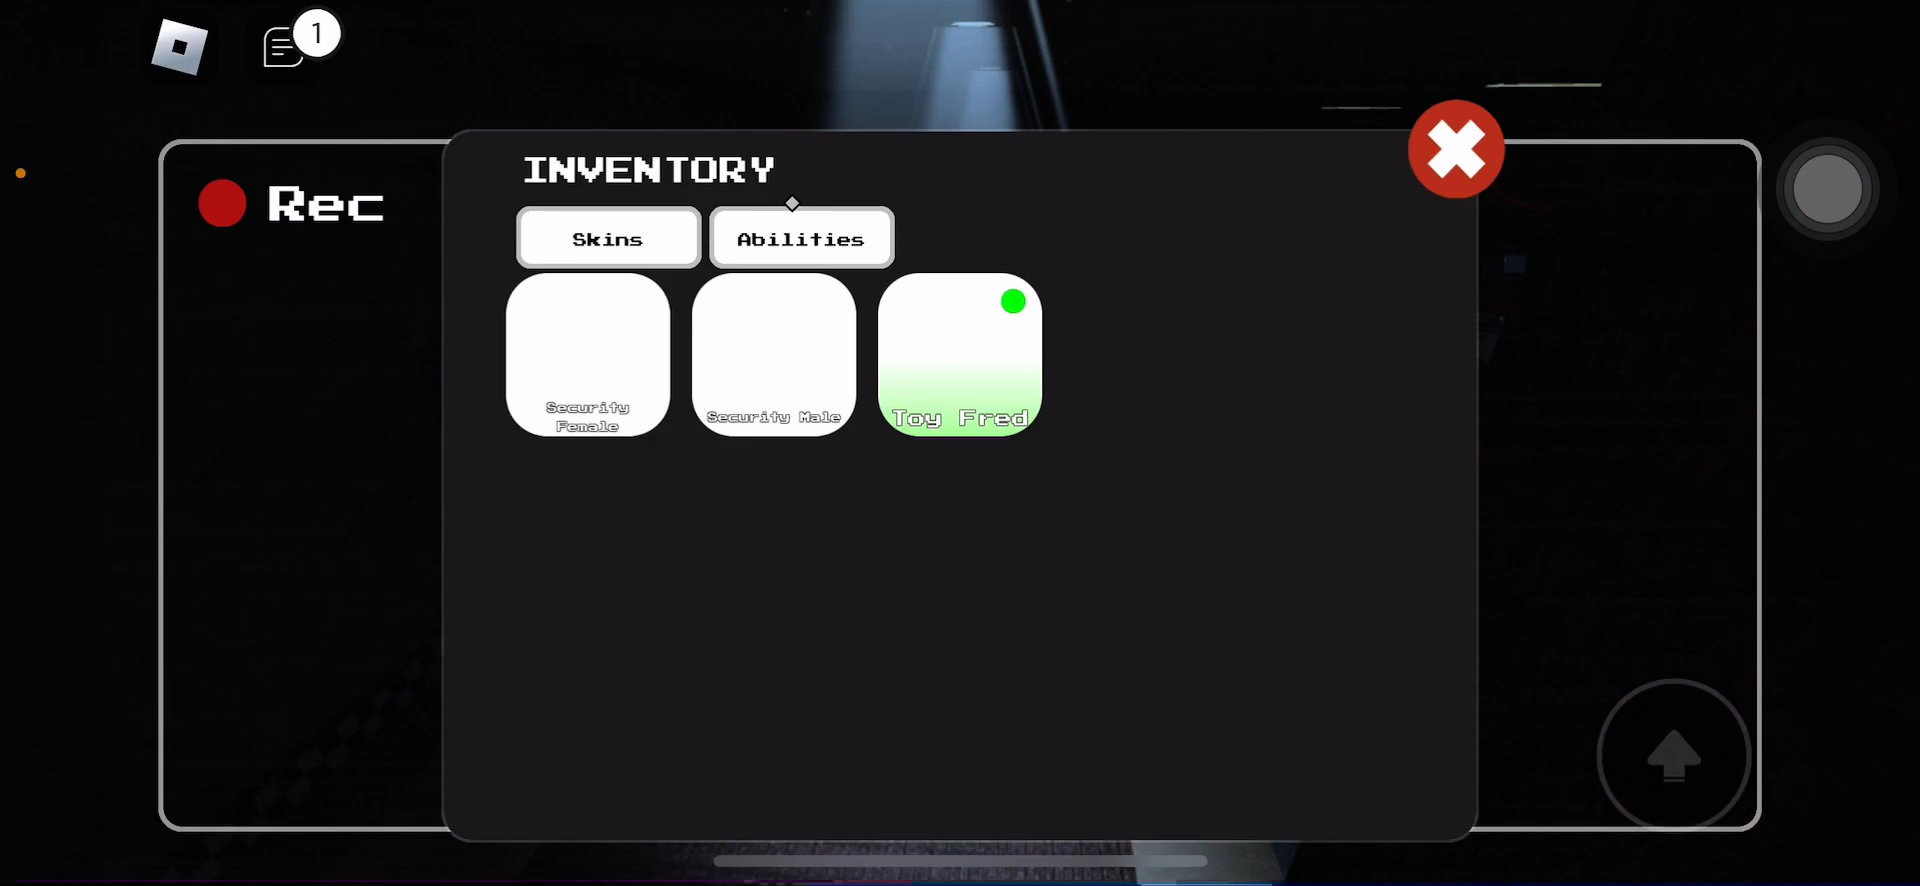 1
Rec
INVENTORY
Skins
Abilities
Security
Female
Security Male
Toy Fred